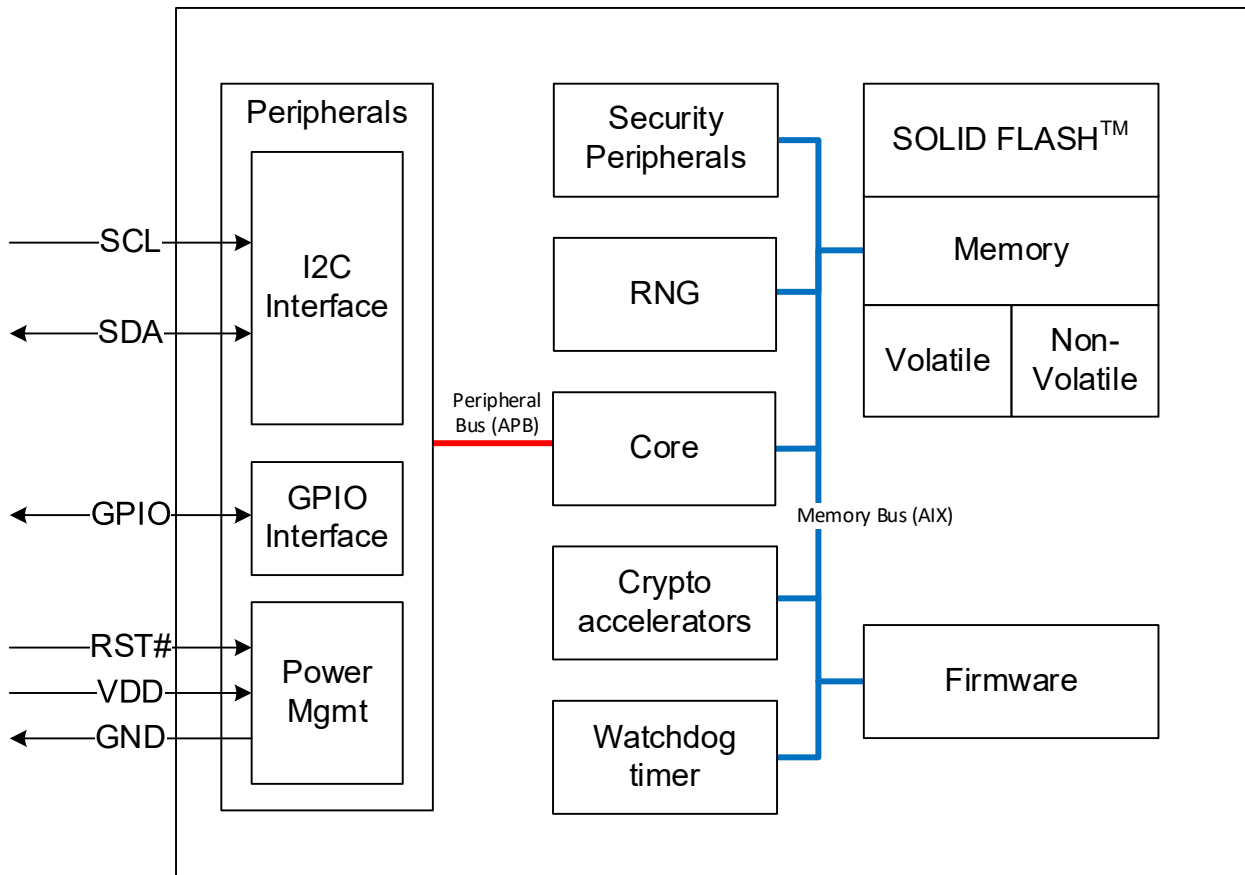 Peripherals
SCL
SDA
I2C
Interface
GPIO
GPIO
Interface
RST#
VDD
GND
Power
Mgmt
Peripheral
Bus (APB)
Security
Peripherals
RNG
Core
Crypto
accelerators
Watchdog
timer
Memory Bus (AIX)
SOLID FLASH™
Memory
Volatile
Non-
Volatile
Firmware